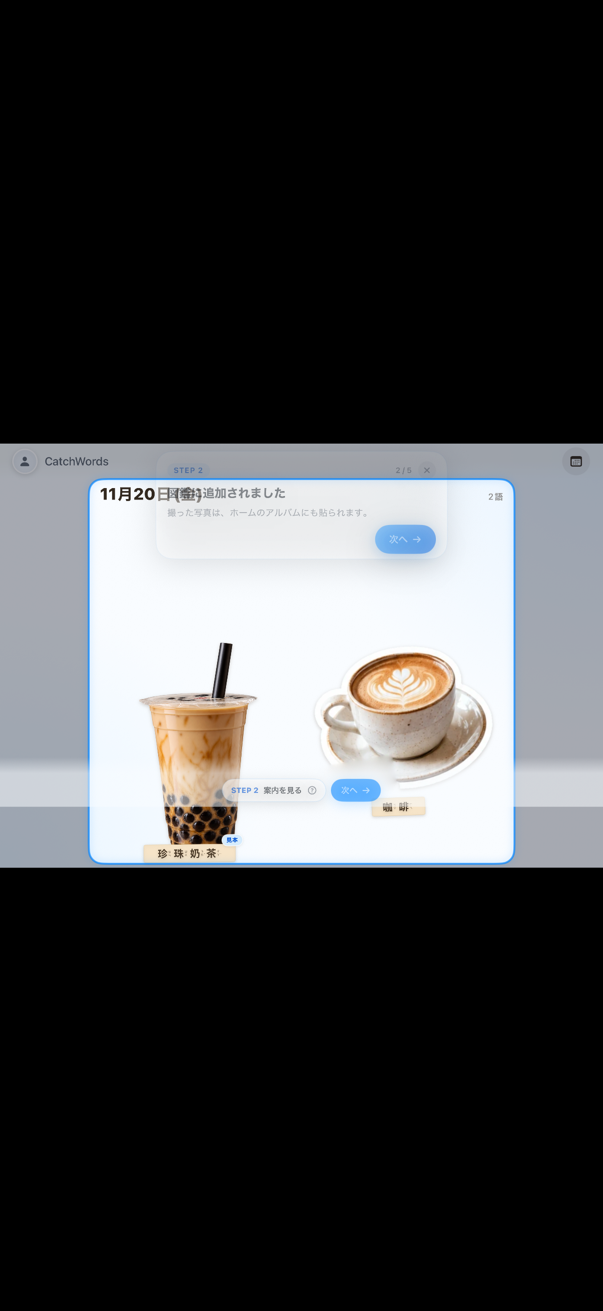 CatchWords
STEP 2
2 / 5
11月20日(金)
図鑑に追加されました
2語
撮った写真は、ホームのアルバムにも貼られます。
次へ →
STEP 2 案内を見る
次へ →
咖 啡
見本
珍 珠 奶 茶